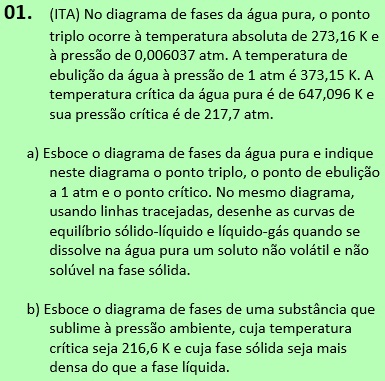 01. (ITA) No diagrama de fases da água pura, o ponto
triplo ocorre à temperatura absoluta de 273,16 K e
à pressão de 0,006037 atm. A temperatura de
ebulição da água à pressão de 1 atm é 373,15 K. A
temperatura crítica da água pura é de 647,096 K e
sua pressão crítica é de 217,7 atm.
a) Esboce o diagrama de fases da água pura e indique
neste diagrama o ponto triplo, o ponto de ebulição
a 1 atm e o ponto crítico. No mesmo diagrama,
usando linhas tracejadas, desenhe as curvas de
equilíbrio sólido-líquido e líquido-gás quando se
dissolve na água pura um soluto não volátil e não
solúvel na fase sólida.
b) Esboce o diagrama de fases de uma substância que
sublime à pressão ambiente, cuja temperatura
crítica seja 216,6 K e cuja fase sólida seja mais
densa do que a fase líquida.